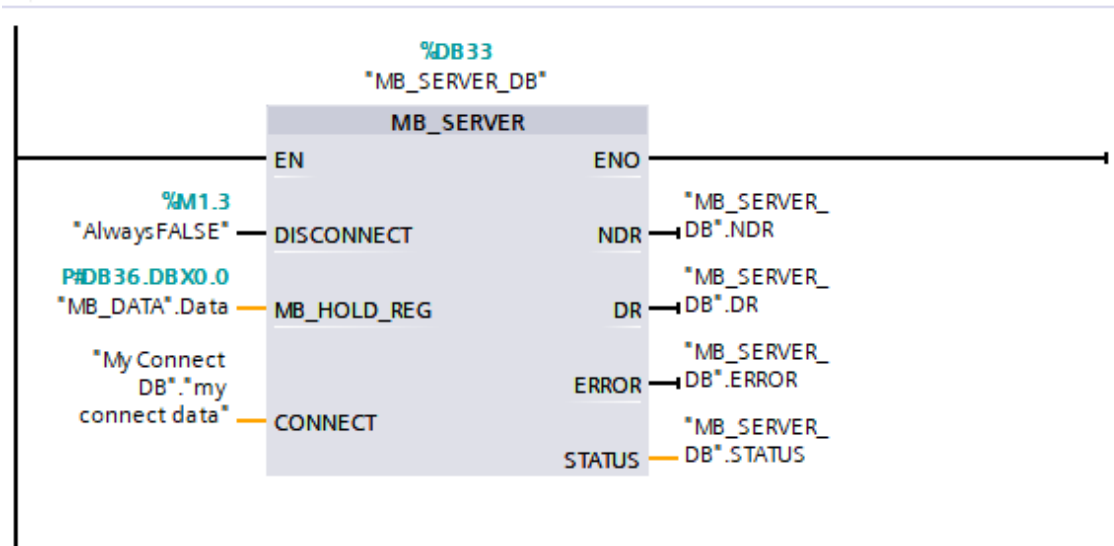 %DB33
"MB_SERVER_DB"
MB_SERVER
EN
ENO
%M1.3
"AlwaysFALSE"
DISCONNECT
"MB_SERVER_
DB".NDR
NDR
P#DB36.DBX0.0
"MB_DATA".Data
MB_HOLD_REG
"MB_SERVER_
DB".DR
DR
"My Connect
DB"."my
connect data"
CONNECT
"MB_SERVER_
DB".ERROR
ERROR
"MB_SERVER_
DB".STATUS
STATUS